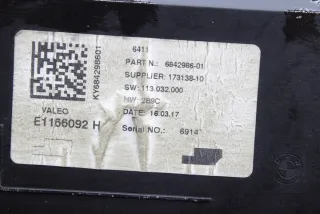 6411
PART N.: 6842986-01
SUPPLIER: 173138-10
SW: 113.032.000
HW: 2B9C
DATE: 16.03.17
Serial NO.: 6914
KY684298601
VALEO
E1166092 H